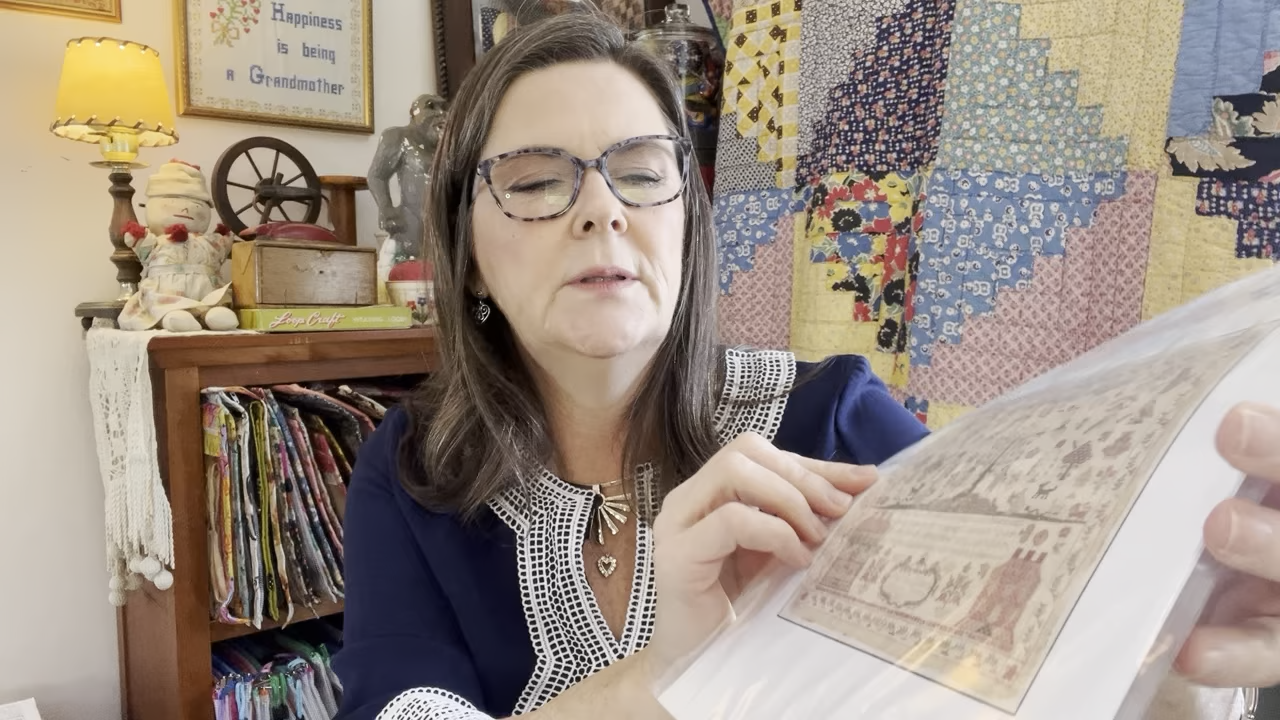 Happiness
is being
a Grandmother
Loop Craft